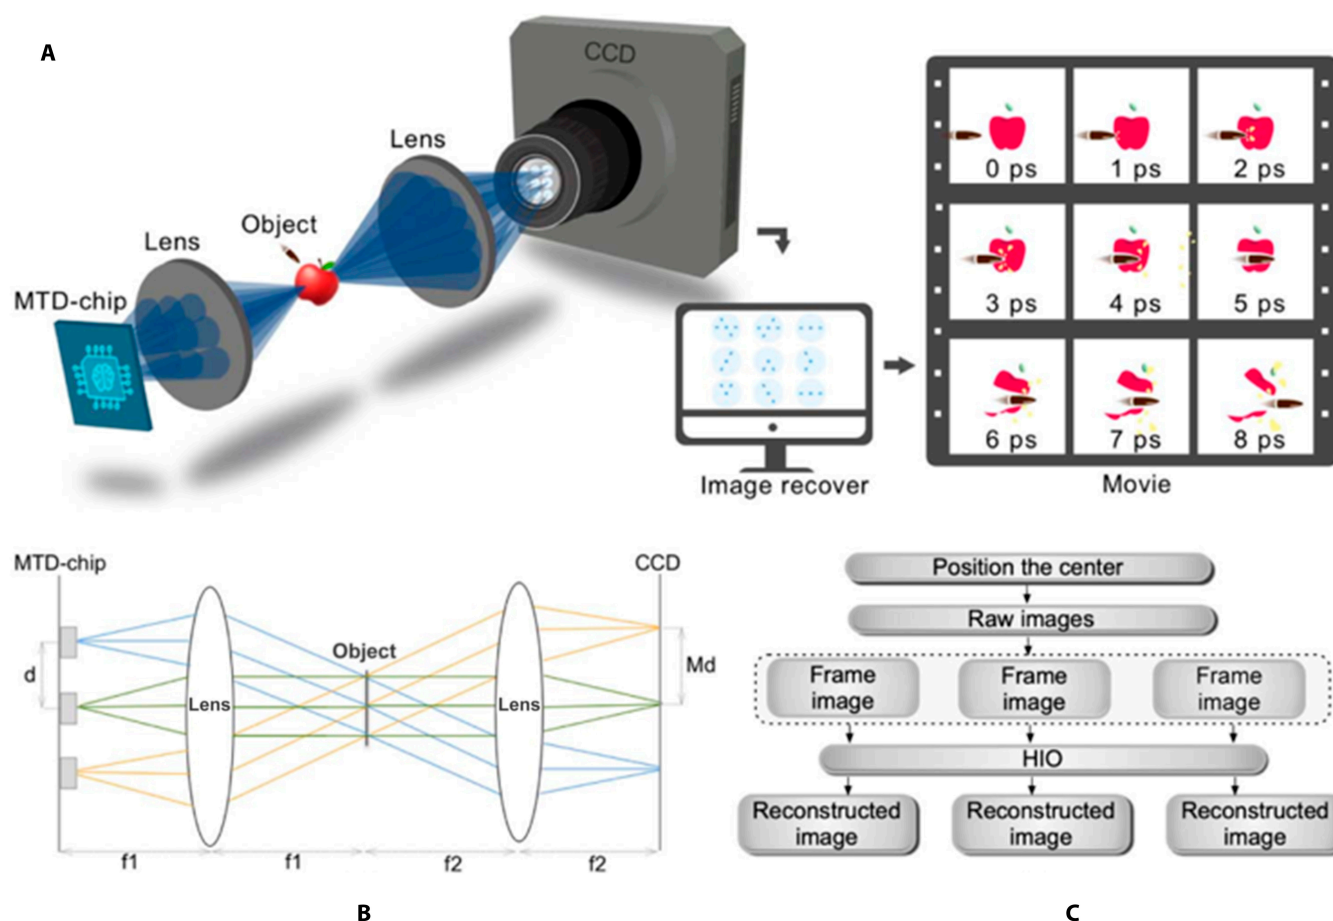 A
CCD
Lens
Object
Lens
MTD-chip
0 ps
1 ps
2 ps
3 ps
4 ps
5 ps
6 ps
7 ps
8 ps
Image recover
Movie
MTD-chip
CCD
Object
d
Lens
Lens
Md
f1
f1
f2
f2
B
Position the center
Raw images
Frame
image
Frame
image
Frame
image
HIO
Reconstructed
image
Reconstructed
image
Reconstructed
image
C